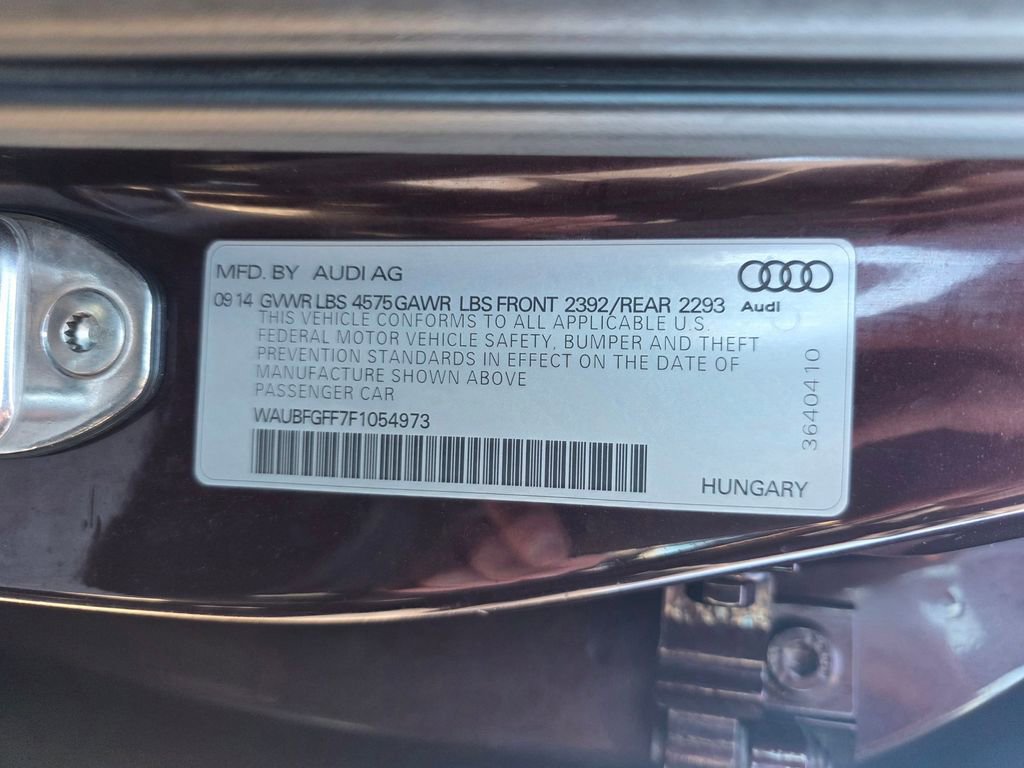 MFD. BY AUDI AG
09 14 GVWR LBS 4575 GAWR LBS FRONT 2392/REAR 2293
Audi
THIS VEHICLE CONFORMS TO ALL APPLICABLE U.S.
FEDERAL MOTOR VEHICLE SAFETY, BUMPER AND THEFT
PREVENTION STANDARDS IN EFFECT ON THE DATE OF
MANUFACTURE SHOWN ABOVE
PASSENGER CAR
WAUBFGFF7F1054973
3640410
HUNGARY